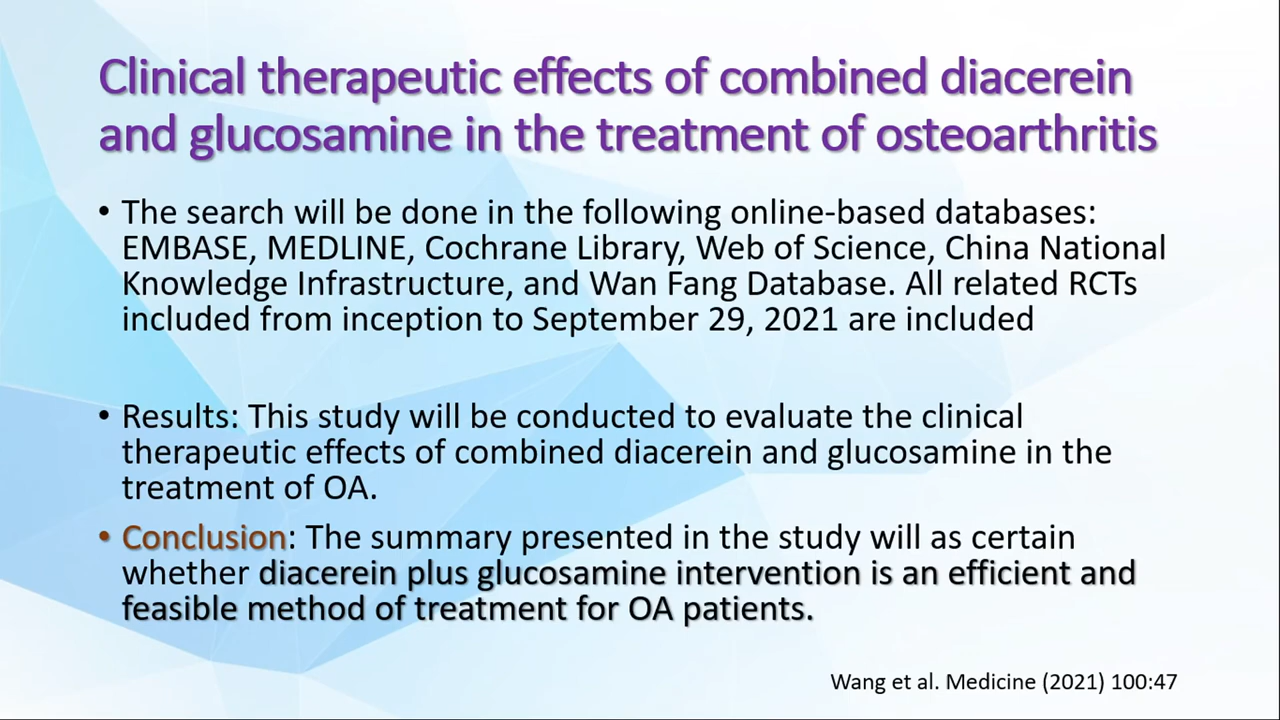 Clinical therapeutic effects of combined diacerein
and glucosamine in the treatment of osteoarthritis
• The search will be done in the following online-based databases:
EMBASE, MEDLINE, Cochrane Library, Web of Science, China National
Knowledge Infrastructure, and Wan Fang Database. All related RCTs
included from inception to September 29, 2021 are included
• Results: This study will be conducted to evaluate the clinical
therapeutic effects of combined diacerein and glucosamine in the
treatment of OA.
• Conclusion: The summary presented in the study will as certain
whether diacerein plus glucosamine intervention is an efficient and
feasible method of treatment for OA patients.
Wang et al. Medicine (2021) 100:47